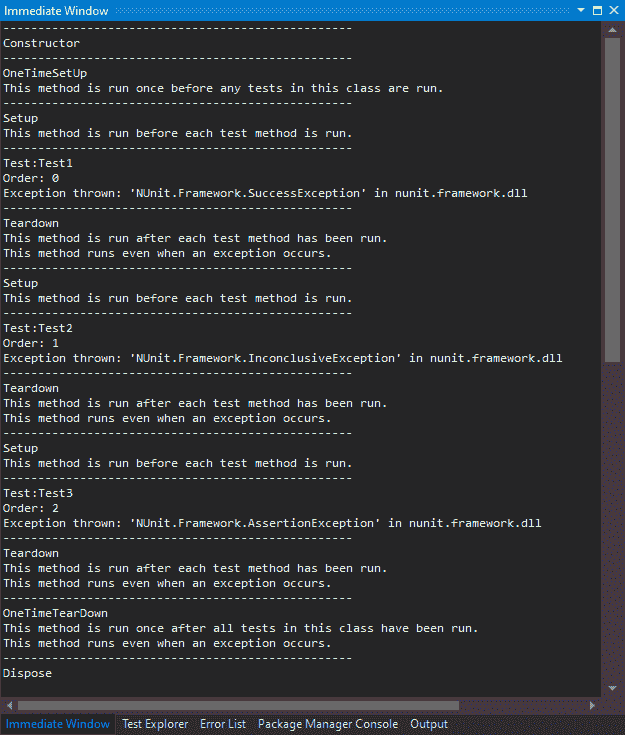 Immediate Window
--------------------------------------------------
Constructor
--------------------------------------------------
OneTimeSetUp
This method is run once before any tests in this class are run.
--------------------------------------------------
Setup
This method is run before each test method is run.
--------------------------------------------------
Test:Test1
Order: 0
Exception thrown: 'NUnit.Framework.SuccessException' in nunit.framework.dll
--------------------------------------------------
Teardown
This method is run after each test method has been run.
This method runs even when an exception occurs.
--------------------------------------------------
Setup
This method is run before each test method is run.
--------------------------------------------------
Test:Test2
Order: 1
Exception thrown: 'NUnit.Framework.InconclusiveException' in nunit.framework.dll
--------------------------------------------------
Teardown
This method is run after each test method has been run.
This method runs even when an exception occurs.
--------------------------------------------------
Setup
This method is run before each test method is run.
--------------------------------------------------
Test:Test3
Order: 2
Exception thrown: 'NUnit.Framework.AssertionException' in nunit.framework.dll
--------------------------------------------------
Teardown
This method is run after each test method has been run.
This method runs even when an exception occurs.
--------------------------------------------------
OneTimeTearDown
This method is run once after all tests in this class have been run.
This method runs even when an exception occurs.
--------------------------------------------------
Dispose
Immediate Window Test Explorer Error List Package Manager Console Output